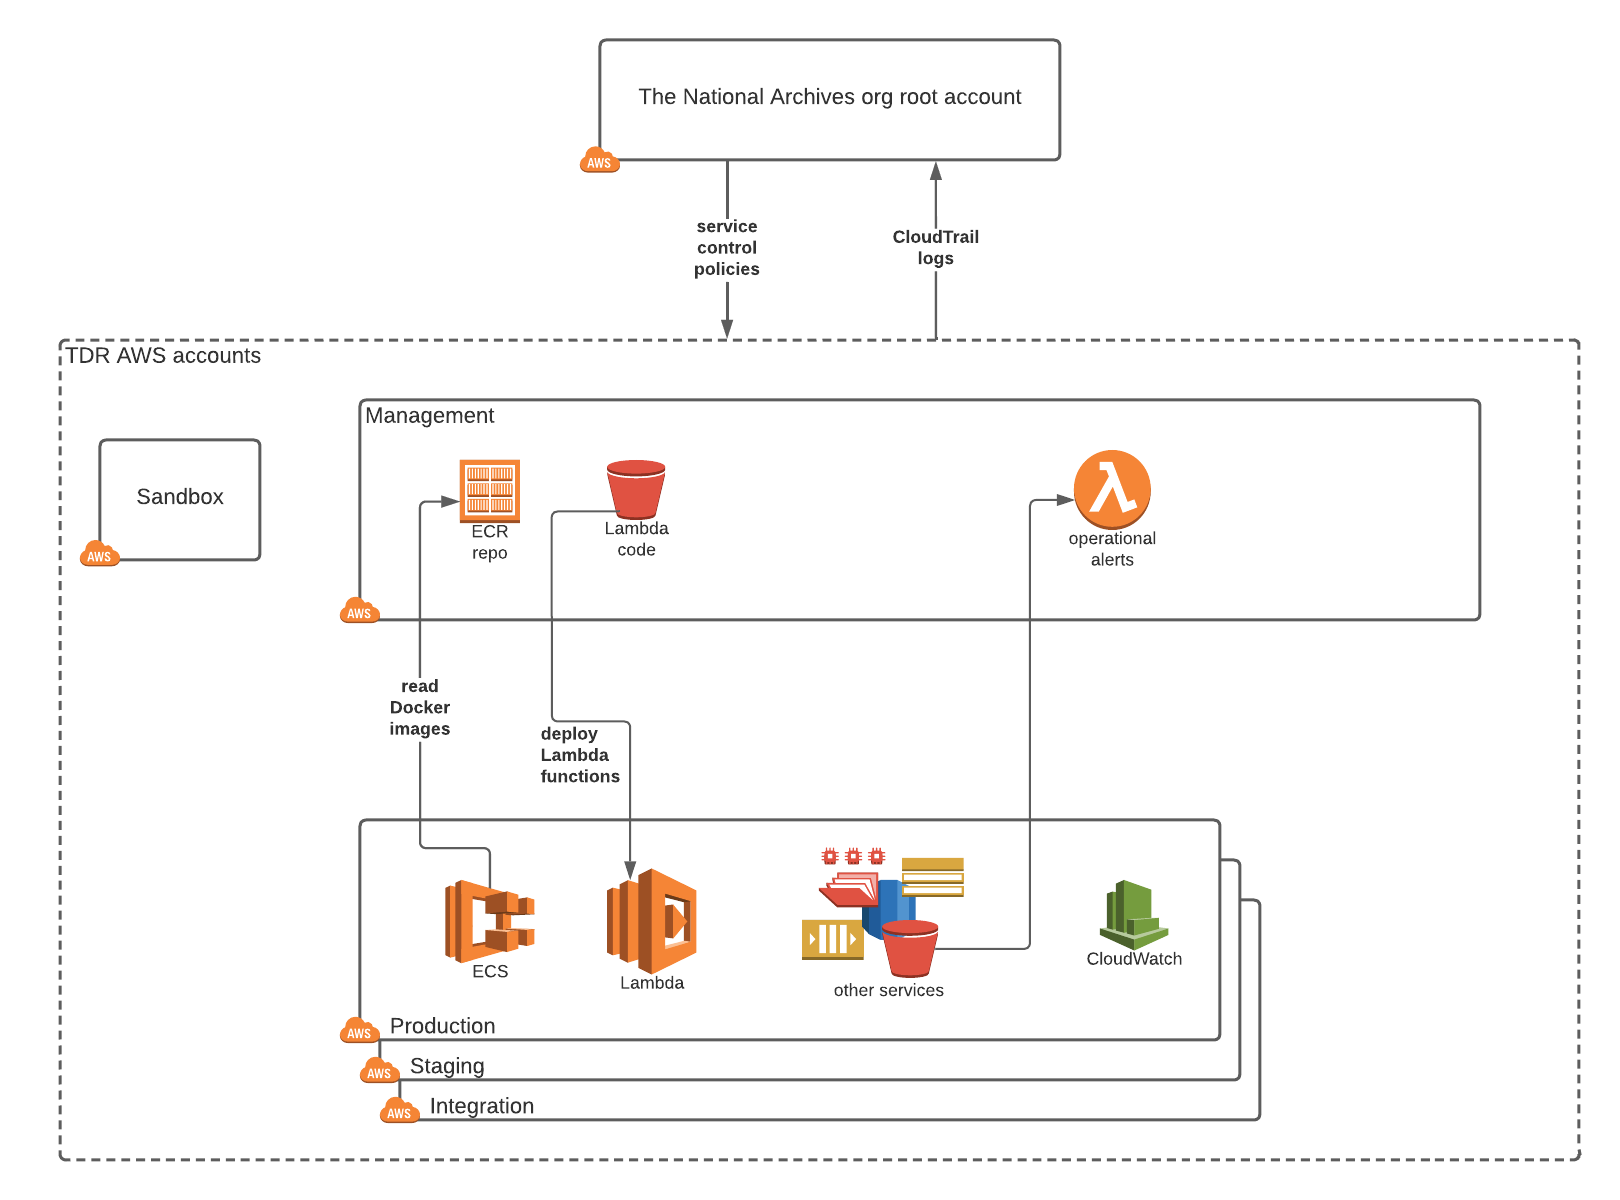 The National Archives org root account
AWS
service
control
policies
CloudTrail
logs
TDR AWS accounts
Management
Sandbox
AWS
ECR
repo
Lambda
code
operational
alerts
AWS
read
Docker
images
deploy
Lambda
functions
ECS
Lambda
other services
CloudWatch
AWS
Production
AWS
Staging
AWS
Integration